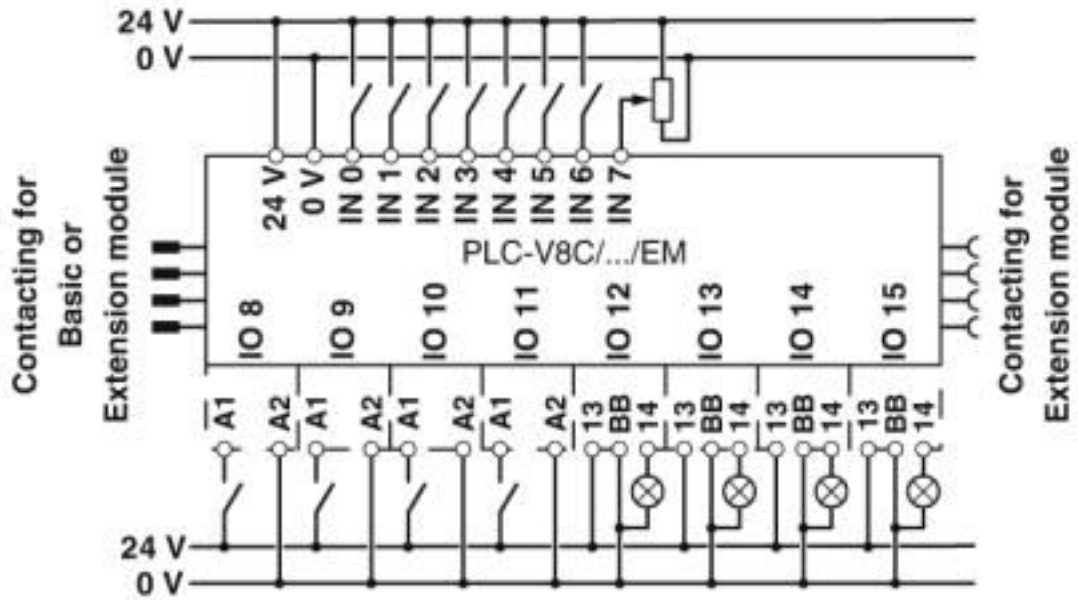 24 V
0 V
Contacting for
Basic or
Extension module
24 V
0 V
IN 0
IN 1
IN 2
IN 3
IN 4
IN 5
IN 6
IN 7
PLC-V8C/.../EM
IO 8
IO 9
IO 10
IO 11
IO 12
IO 13
IO 14
IO 15
Contacting for
Extension module
A1
A2
A1
A2
A1
A2
A1
A2
13
BB
14
13
BB
14
13
BB
14
13
BB
14
24 V
0 V